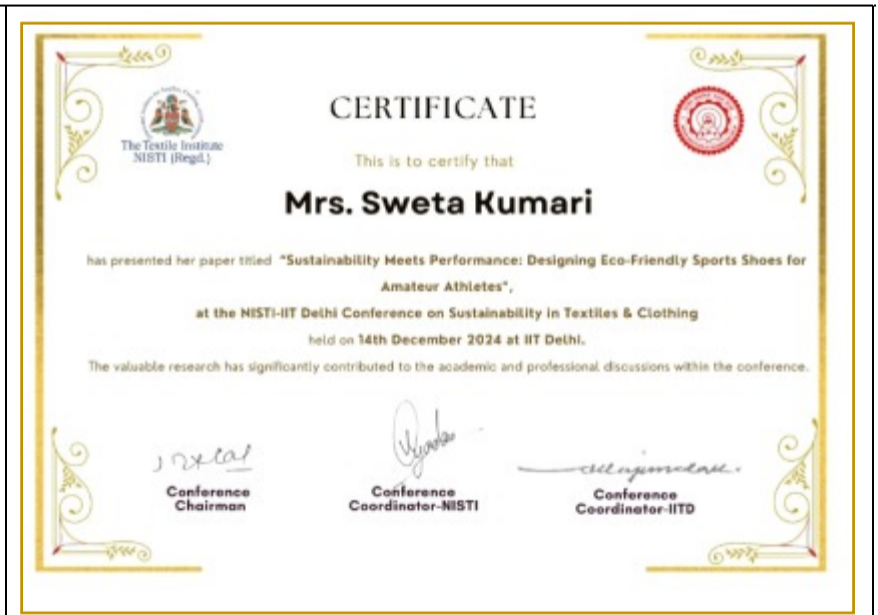 CERTIFICATE
The Textile Institute
NISTI (Regd.)
This is to certify that
Mrs. Sweta Kumari
has presented her paper titled "Sustainability Meets Performance: Designing Eco-Friendly Sports Shoes for
Amateur Athletes",
at the NISTI-IIT Delhi Conference on Sustainability in Textiles & Clothing
held on 14th December 2024 at IIT Delhi.
The valuable research has significantly contributed to the academic and professional discussions within the conference.
Conference
Chairman
Conference
Coordinator-NISTI
Conference
Coordinator-IITD